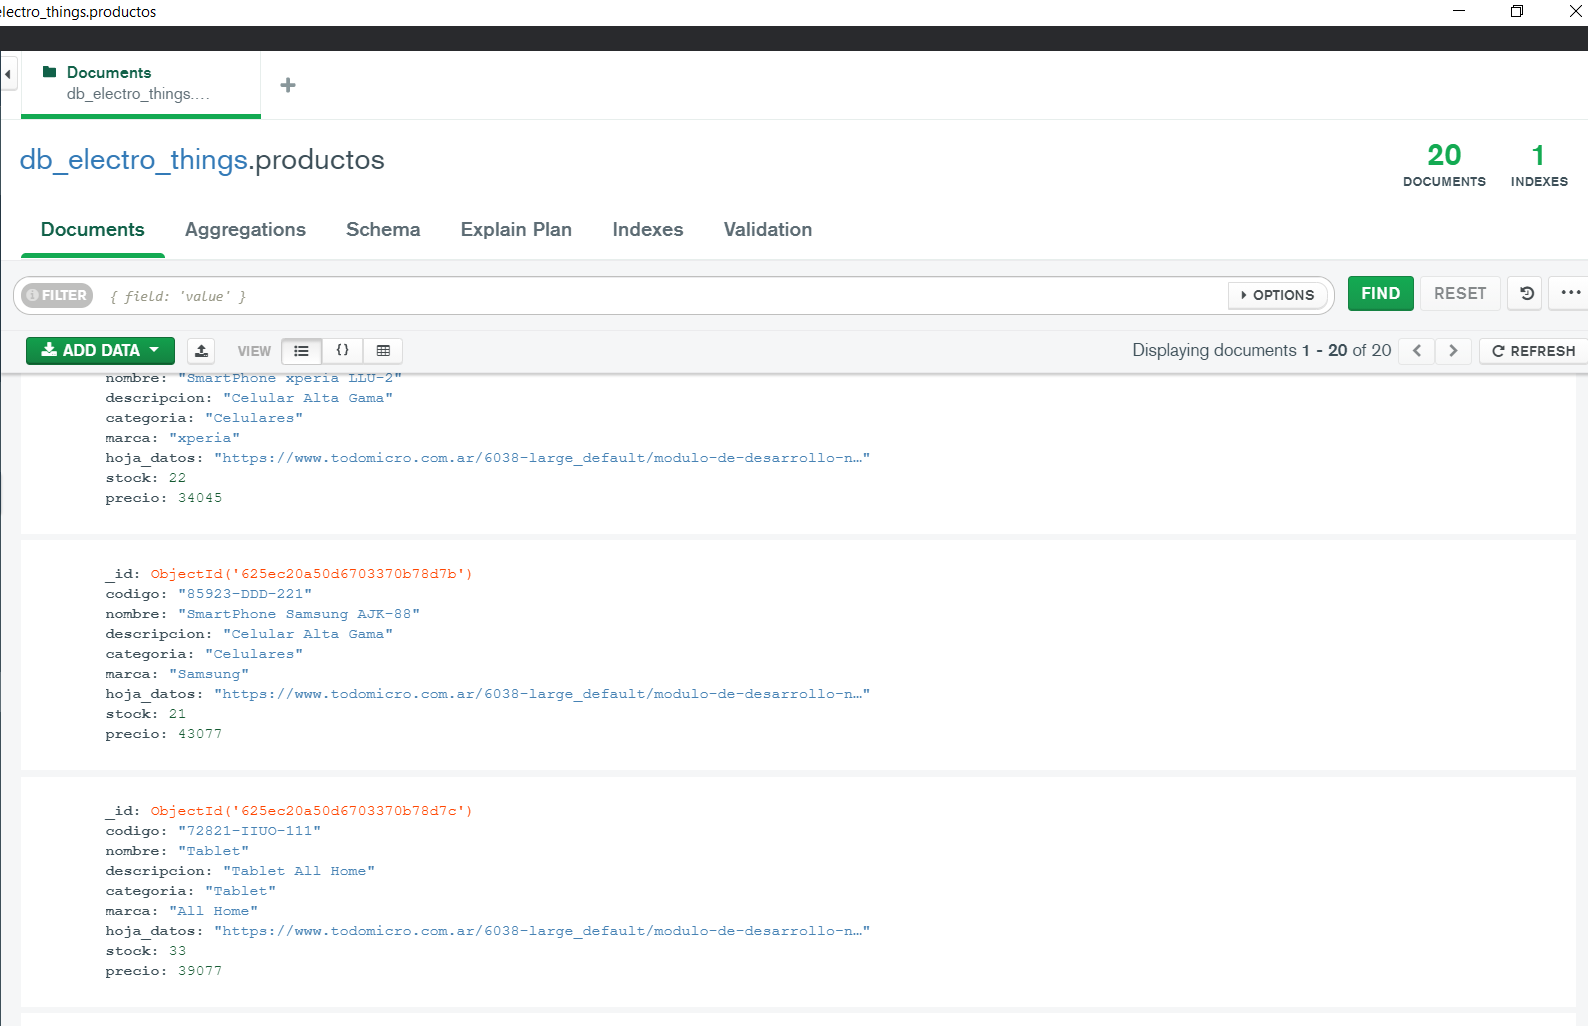 electro_things.productos
Documents
db_electro_things....
db_electro_things.productos
20
DOCUMENTS
1
INDEXES
Documents Aggregations Schema Explain Plan Indexes Validation
FILTER { field: 'value' } OPTIONS FIND RESET
ADD DATA VIEW {} Displaying documents 1 - 20 of 20 REFRESH
nombre: "SmartPhone xperia LLU-2"
descripcion: "Celular Alta Gama"
categoria: "Celulares"
marca: "xperia"
hoja_datos: "https://www.todomicro.com.ar/6038-large_default/modulo-de-desarrollo-n…"
stock: 22
precio: 34045
_id: ObjectId('625ec20a50d6703370b78d7b')
codigo: "85923-DDD-221"
nombre: "SmartPhone Samsung AJK-88"
descripcion: "Celular Alta Gama"
categoria: "Celulares"
marca: "Samsung"
hoja_datos: "https://www.todomicro.com.ar/6038-large_default/modulo-de-desarrollo-n…"
stock: 21
precio: 43077
_id: ObjectId('625ec20a50d6703370b78d7c')
codigo: "72821-IIUO-111"
nombre: "Tablet"
descripcion: "Tablet All Home"
categoria: "Tablet"
marca: "All Home"
hoja_datos: "https://www.todomicro.com.ar/6038-large_default/modulo-de-desarrollo-n…"
stock: 33
precio: 39077